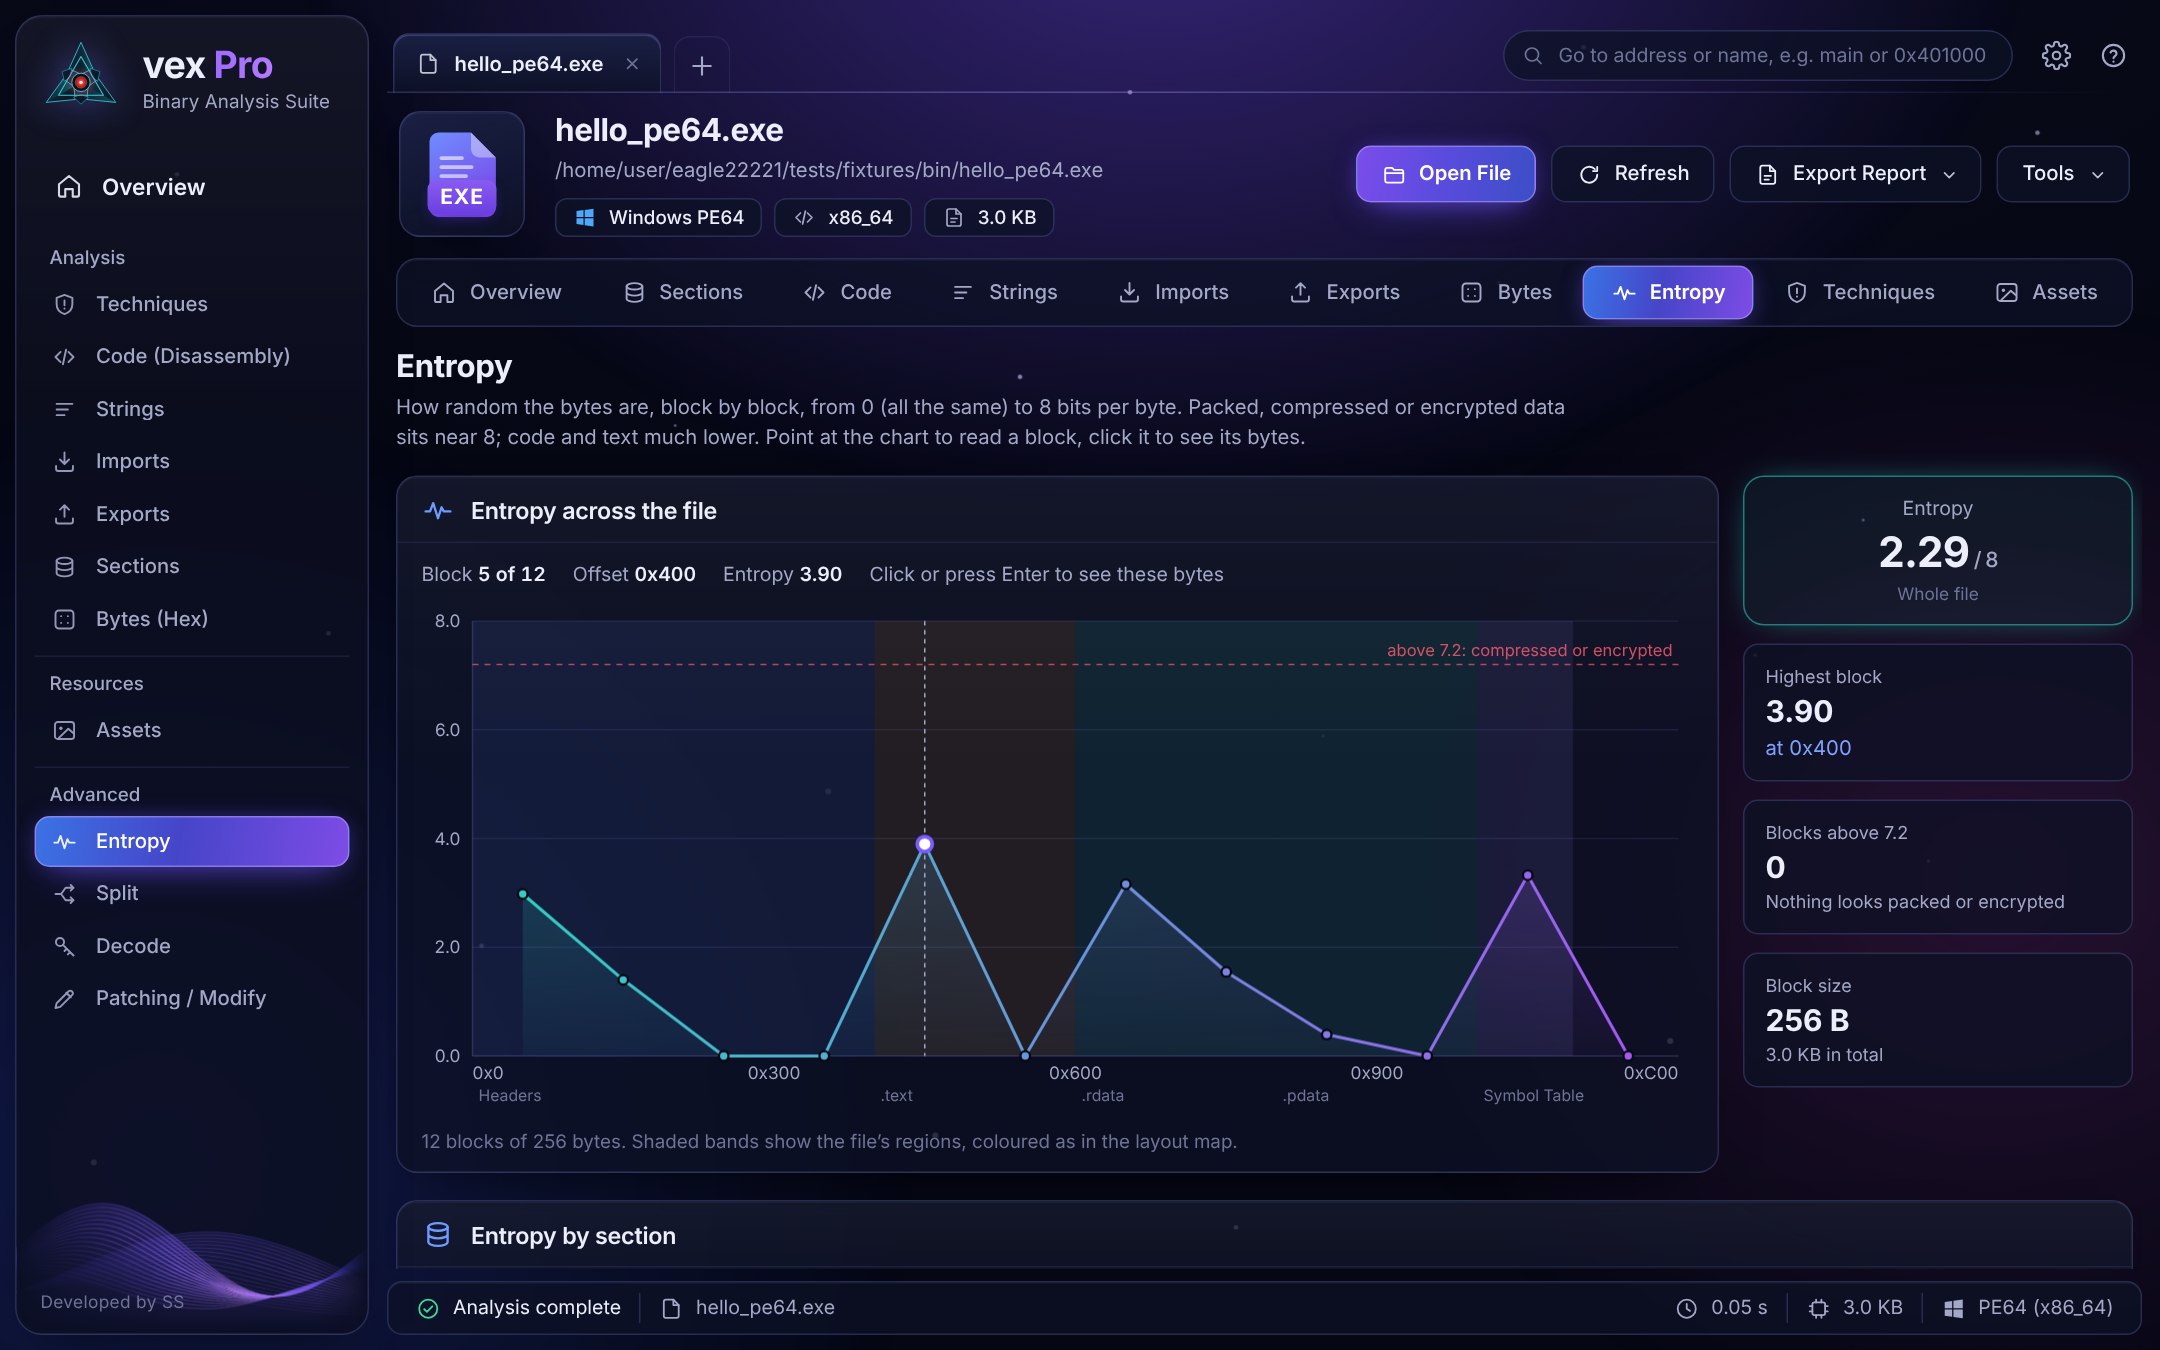 vex Pro
Binary Analysis Suite
Overview
Analysis
Techniques
Code (Disassembly)
Strings
Imports
Exports
Sections
Bytes (Hex)
Resources
Assets
Advanced
Entropy
Split
Decode
Patching / Modify
Developed by SS
hello_pe64.exe
Go to address or name, e.g. main or 0x401000
EXE
hello_pe64.exe
/home/user/eagle22221/tests/fixtures/bin/hello_pe64.exe
Windows PE64
x86_64
3.0 KB
Open File
Refresh
Export Report
Tools
Overview
Sections
Code
Strings
Imports
Exports
Bytes
Entropy
Techniques
Assets
Entropy
How random the bytes are, block by block, from 0 (all the same) to 8 bits per byte. Packed, compressed or encrypted data
sits near 8; code and text much lower. Point at the chart to read a block, click it to see its bytes.
Entropy across the file
Block 5 of 12 Offset 0x400 Entropy 3.90 Click or press Enter to see these bytes
8.0
above 7.2: compressed or encrypted
6.0
4.0
2.0
0.0
0x0 0x300 0x600 0x900 0xC00
Headers .text .rdata .pdata Symbol Table
12 blocks of 256 bytes. Shaded bands show the file’s regions, coloured as in the layout map.
Entropy
2.29 / 8
Whole file
Highest block
3.90
at 0x400
Blocks above 7.2
0
Nothing looks packed or encrypted
Block size
256 B
3.0 KB in total
Entropy by section
Analysis complete
hello_pe64.exe
0.05 s
3.0 KB
PE64 (x86_64)